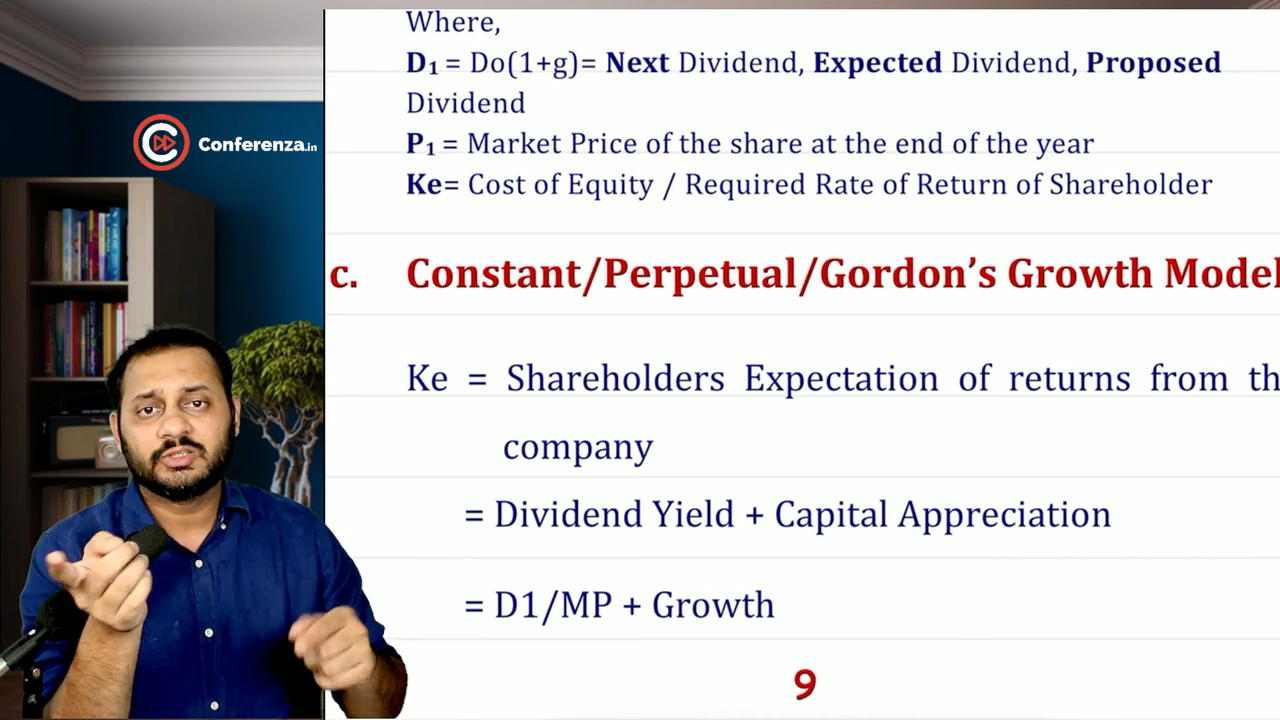 Conferenza.in
Where,
D₁ = Do(1+g)= Next Dividend, Expected Dividend, Proposed
Dividend
P₁ = Market Price of the share at the end of the year
Ke= Cost of Equity / Required Rate of Return of Shareholder
c. Constant/Perpetual/Gordon’s Growth Model
Ke = Shareholders Expectation of returns from th
company
= Dividend Yield + Capital Appreciation
= D1/MP + Growth
9